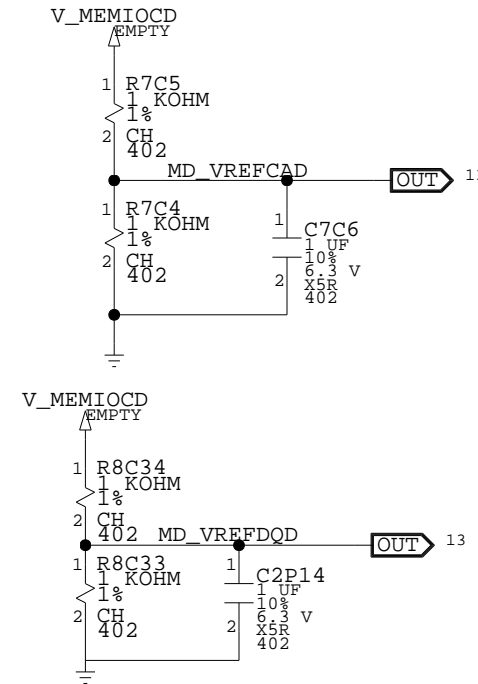 V_MEMIOCD
EMPTY
1 R7C5
1 KOHM
1%
2 CH
402
MD_VREFCAD
OUT
1 R7C4
1 KOHM
1%
2 CH
402
1
C7C6
1 UF
10%
6.3 V
2 X5R
402
V_MEMIOCD
EMPTY
1 R8C34
1 KOHM
1%
2 CH
402 MD_VREFDQD
OUT 13
1 R8C33
1 KOHM
1%
2 CH
402
1 C2P14
1 UF
10%
6.3 V
2 X5R
402